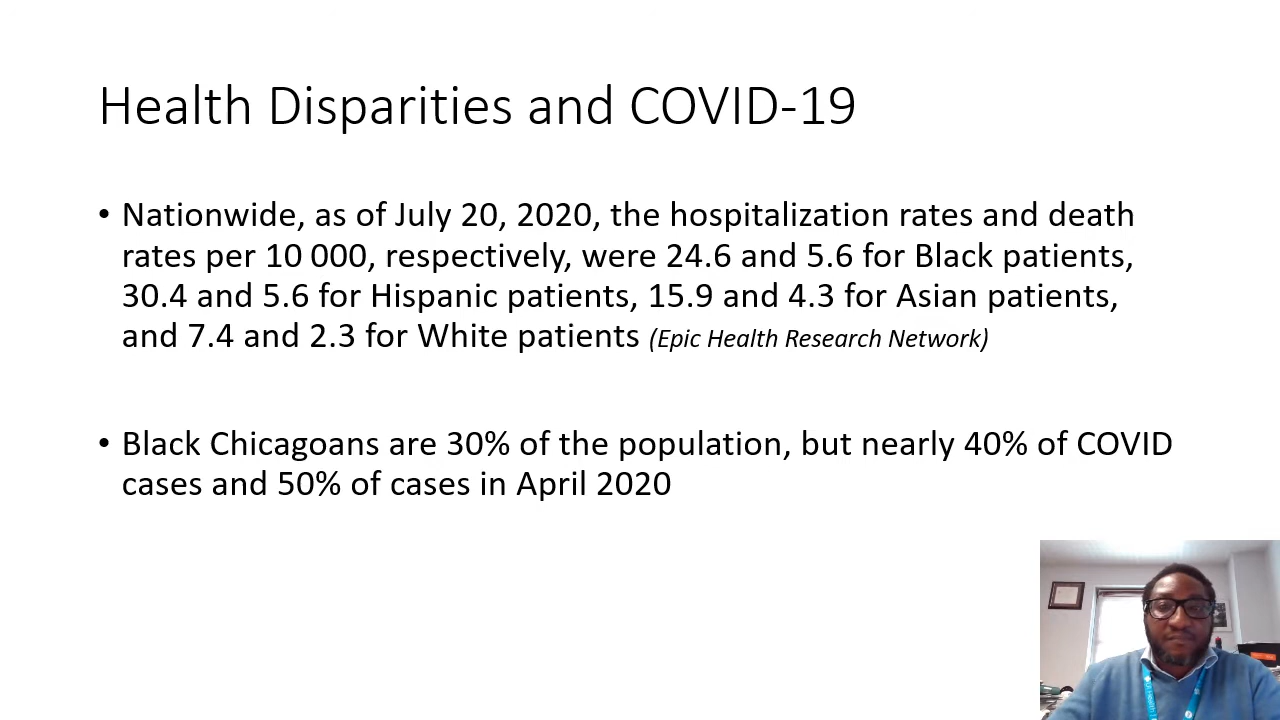 Health Disparities and COVID-19
• Nationwide, as of July 20, 2020, the hospitalization rates and death
rates per 10 000, respectively, were 24.6 and 5.6 for Black patients,
30.4 and 5.6 for Hispanic patients, 15.9 and 4.3 for Asian patients,
and 7.4 and 2.3 for White patients (Epic Health Research Network)
• Black Chicagoans are 30% of the population, but nearly 40% of COVID
cases and 50% of cases in April 2020